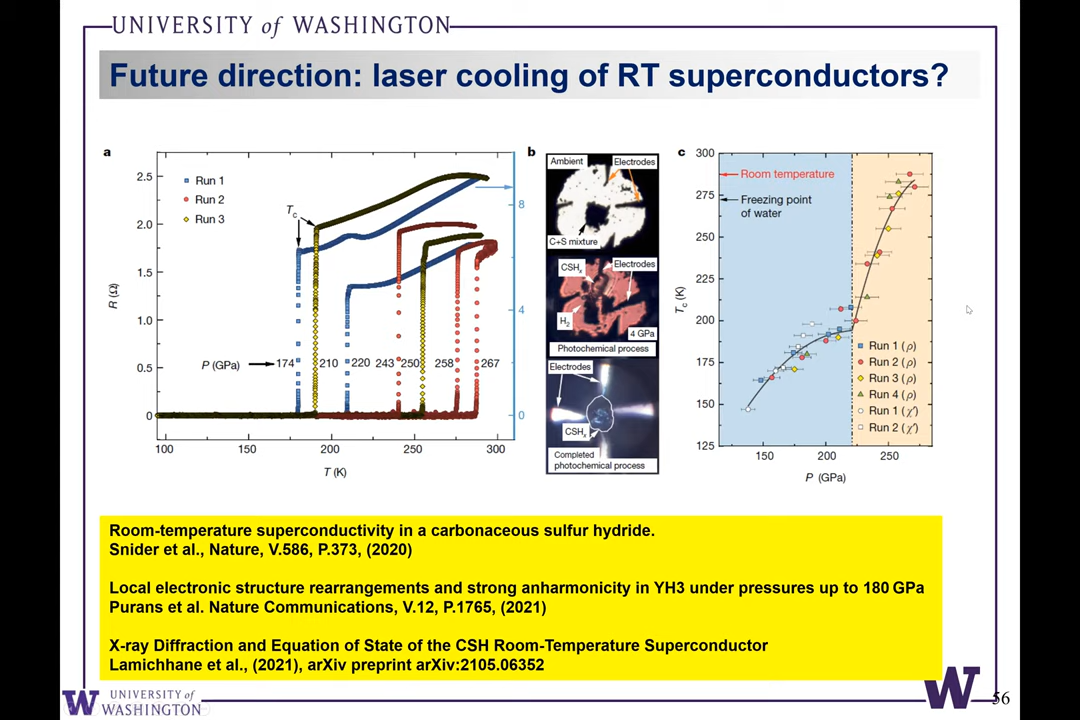 UNIVERSITY of WASHINGTON
Future direction: laser cooling of RT superconductors?
a
Run 1
Run 2
Run 3
Tc
R (Ω)
2.5
2.0
1.5
1.0
0.5
0
8
4
0
P (GPa)
174
210
220
243
250
258
267
100
150
200
250
300
T (K)
b
Ambient
Electrodes
C+S mixture
CSHx
Electrodes
H2
4 GPa
Photochemical process
Electrodes
CSHx
Completed
photochemical process
c
Tc (K)
300
275
250
225
200
175
150
125
Room temperature
Freezing point
of water
Run 1 (ρ)
Run 2 (ρ)
Run 3 (ρ)
Run 4 (ρ)
Run 1 (χ′)
Run 2 (χ′)
150
200
250
P (GPa)
Room-temperature superconductivity in a carbonaceous sulfur hydride.
Snider et al., Nature, V.586, P.373, (2020)
Local electronic structure rearrangements and strong anharmonicity in YH3 under pressures up to 180 GPa
Purans et al. Nature Communications, V.12, P.1765, (2021)
X-ray Diffraction and Equation of State of the CSH Room-Temperature Superconductor
Lamichhane et al., (2021), arXiv preprint arXiv:2105.06352
W
UNIVERSITY of
WASHINGTON
W
56